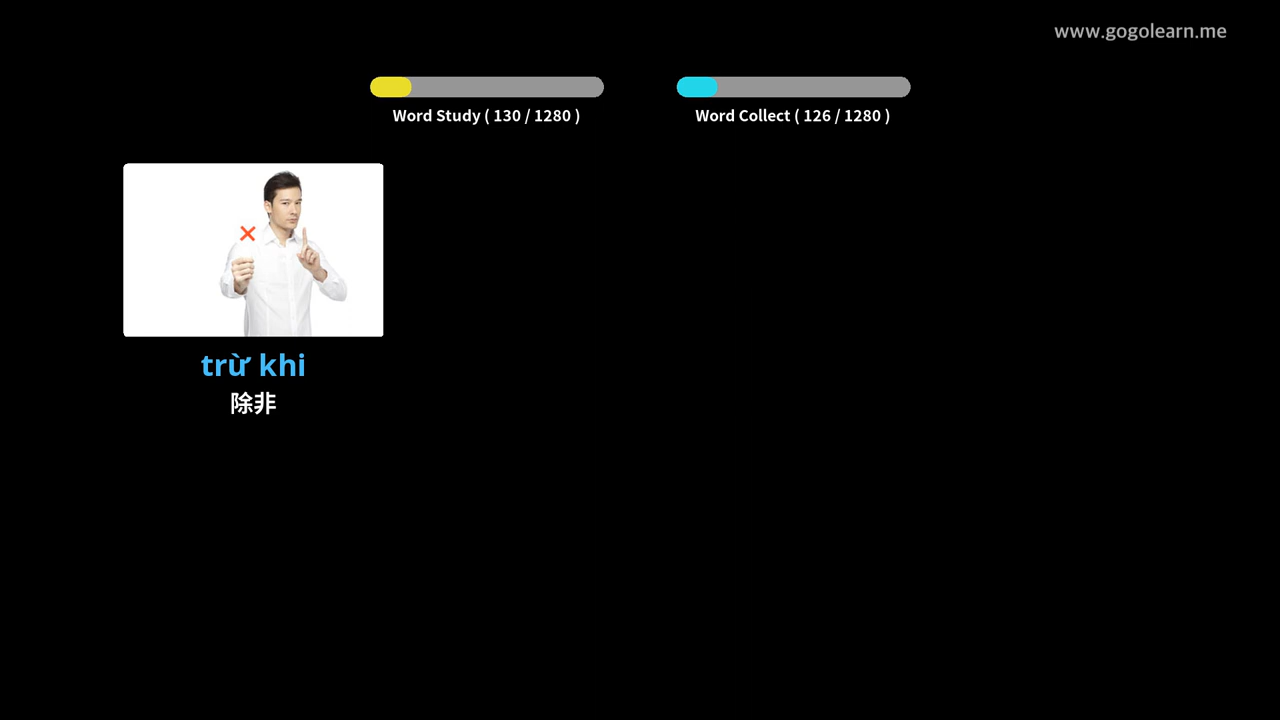 www.gogolearn.me
Word Study ( 130 / 1280 )
Word Collect ( 126 / 1280 )
trừ khi
除非